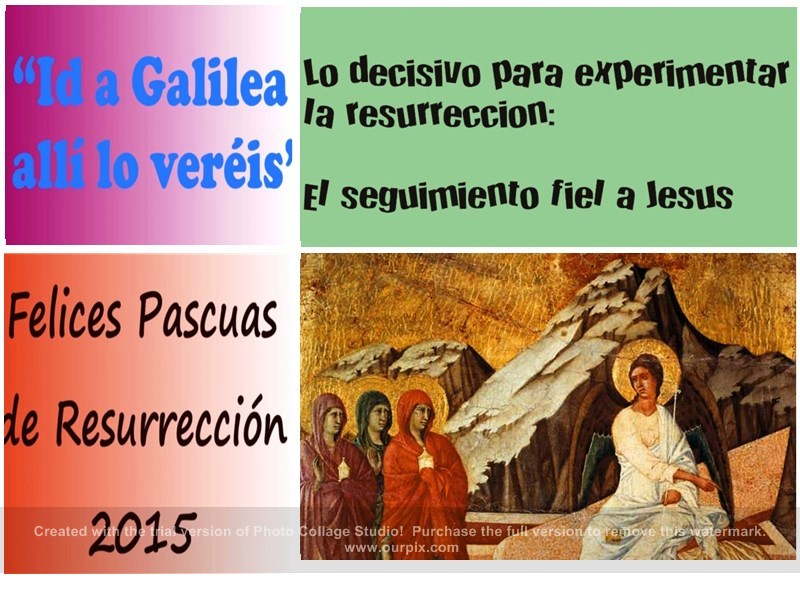 “Id a Galilea
allí lo veréis”
Lo decisivo para experimentar
la resurreccion:
El seguimiento fiel a Jesus
Felices Pascuas
de Resurrección
2015
Created with the trial version of Photo Collage Studio! Purchase the full version to remove this watermark.
www.ourpix.com